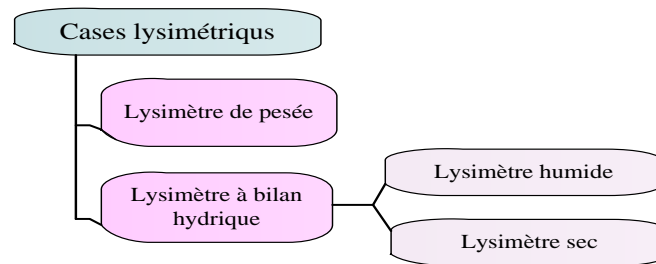 Cases lysimétriqus
Lysimètre de pesée
Lysimètre à bilan
hydrique
Lysimètre humide
Lysimètre sec